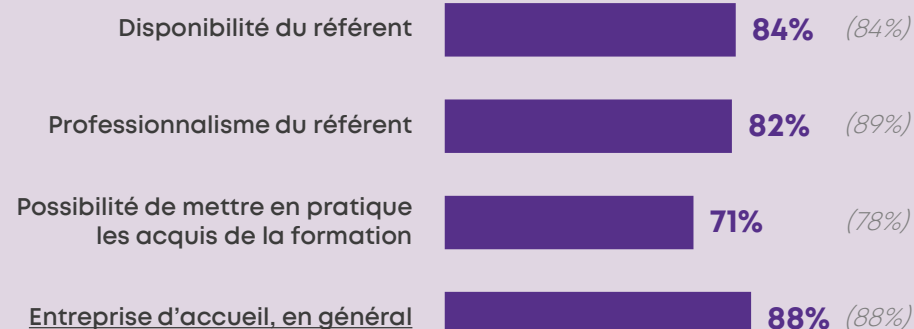 Disponibilité du référent 84% (84%)
Professionnalisme du référent 82% (89%)
Possibilité de mettre en pratique
les acquis de la formation 71% (78%)
Entreprise d'accueil, en général 88% (88%)